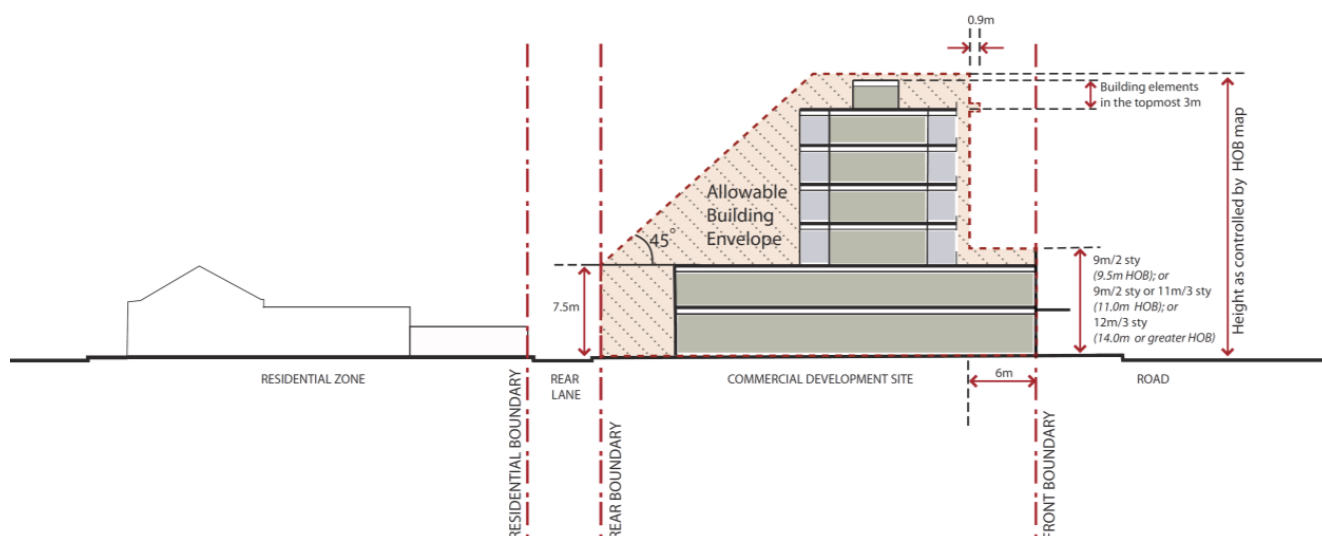 0.9m
Building elements
in the topmost 3m
Height as controlled by HOB map
Allowable
Building
Envelope
45°
7.5m
9m/2 sty
(9.5m HOB); or
9m/2 sty or 11m/3 sty
(11.0m HOB); or
12m/3 sty
(14.0m or greater HOB)
RESIDENTIAL ZONE
REAR
LANE
COMMERCIAL DEVELOPMENT SITE
6m
ROAD
RESIDENTIAL BOUNDARY
REAR BOUNDARY
FRONT BOUNDARY